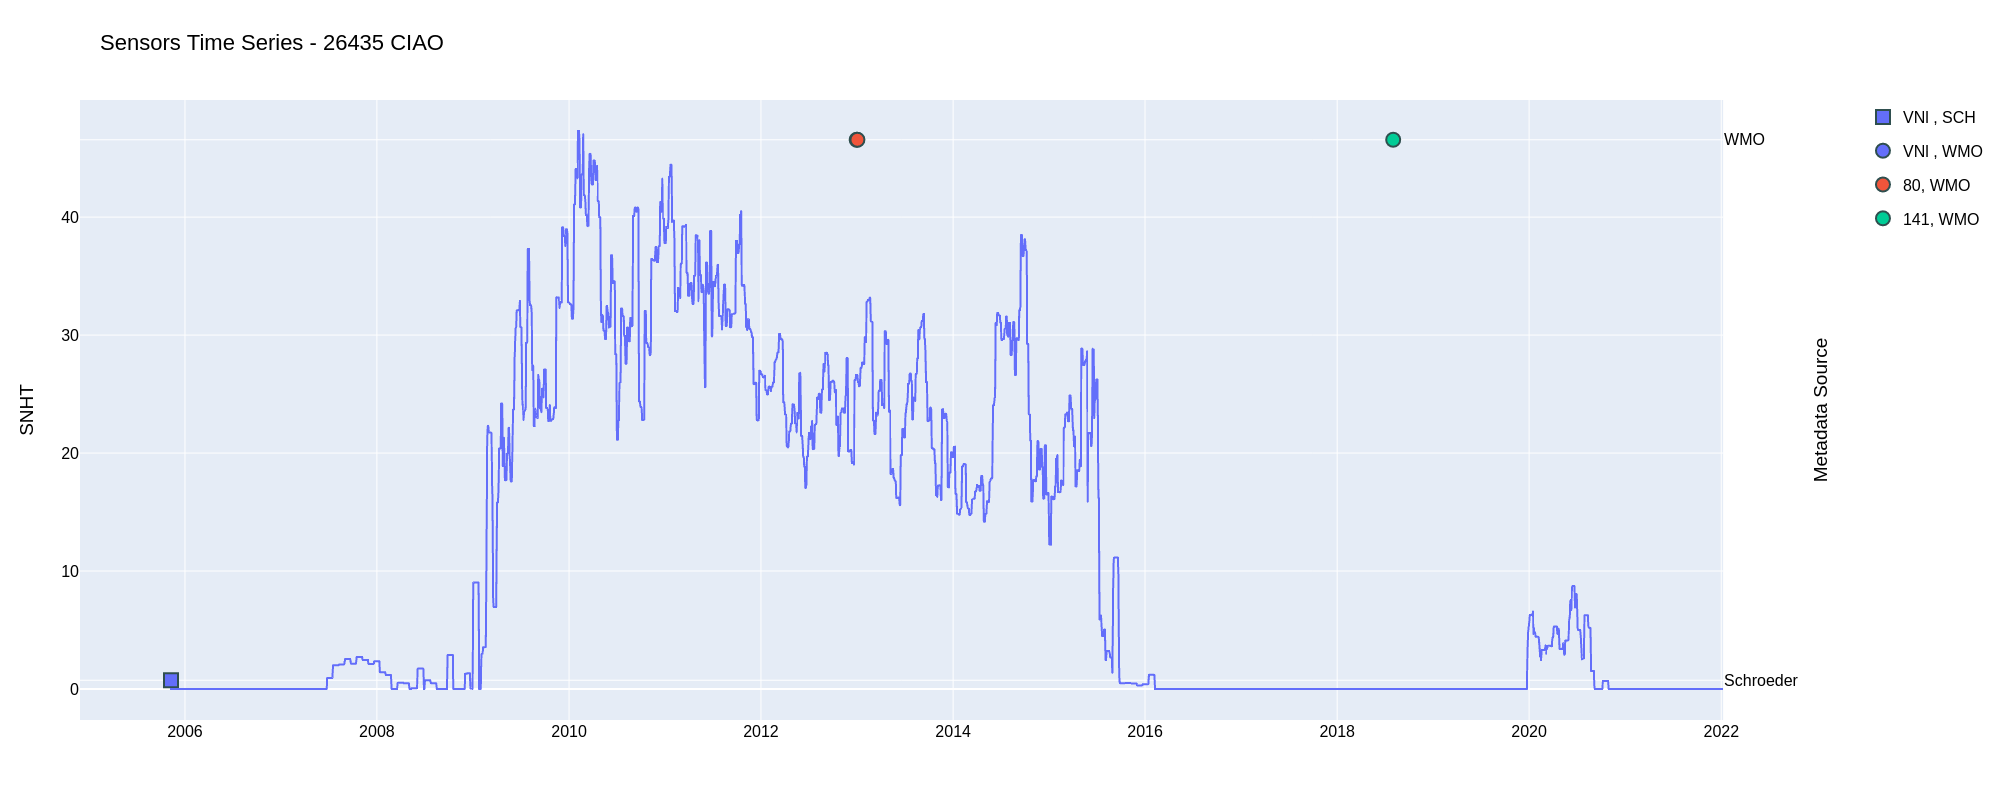 Sensors Time Series - 26435 CIAO
VNI , SCH
VNI , WMO
80, WMO
141, WMO
WMO
Schroeder
Metadata Source
SNHT
40
30
20
10
0
2006 2008 2010 2012 2014 2016 2018 2020 2022